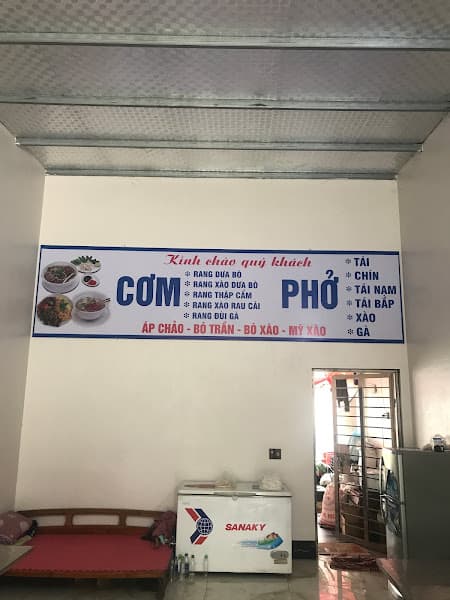 Kính chào quý khách
CƠM
* RANG DƯA BÒ
* RANG XÀO DƯA BÒ
* RANG THẬP CẨM
* RANG XÀO RAU CẢI
* RANG ĐÙI GÀ
PHỞ
* TÁI
* CHÍN
* TÁI NẠM
* TÁI BẮP
* XÀO
* GÀ
ÁP CHẢO - BÒ TRẦN - BÒ XÀO - MỲ XÀO
SANAKY